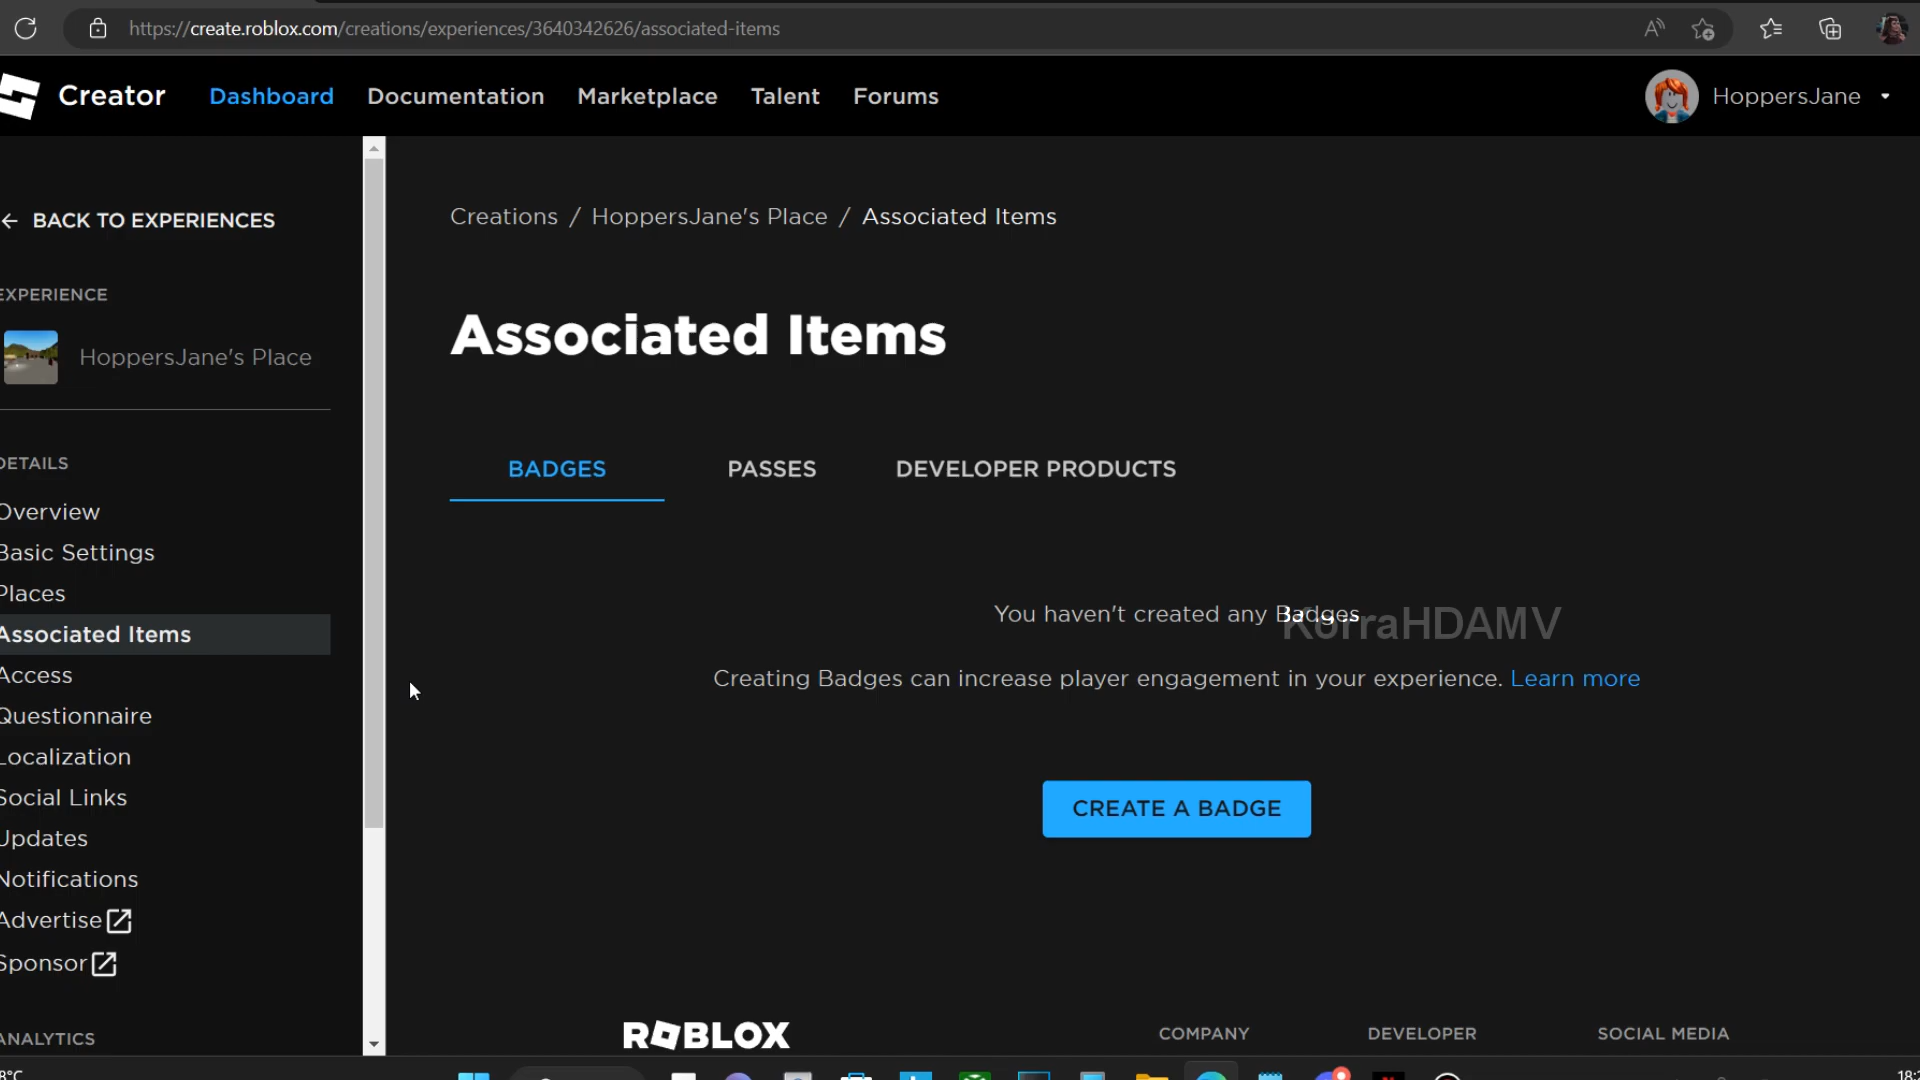 https://create.roblox.com/creations/experiences/3640342626/associated-items
Creator
Dashboard
Documentation
Marketplace
Talent
Forums
HoppersJane
BACK TO EXPERIENCES
EXPERIENCE
HoppersJane's Place
DETAILS
Overview
Basic Settings
Places
Associated Items
Access
Questionnaire
Localization
Social Links
Updates
Notifications
Advertise
Sponsor
ANALYTICS
Creations / HoppersJane's Place / Associated Items
Associated Items
BADGES
PASSES
DEVELOPER PRODUCTS
You haven't created any Badges
KorraHDAMV
Creating Badges can increase player engagement in your experience. Learn more
CREATE A BADGE
ROBLOX
COMPANY
DEVELOPER
SOCIAL MEDIA
8°C